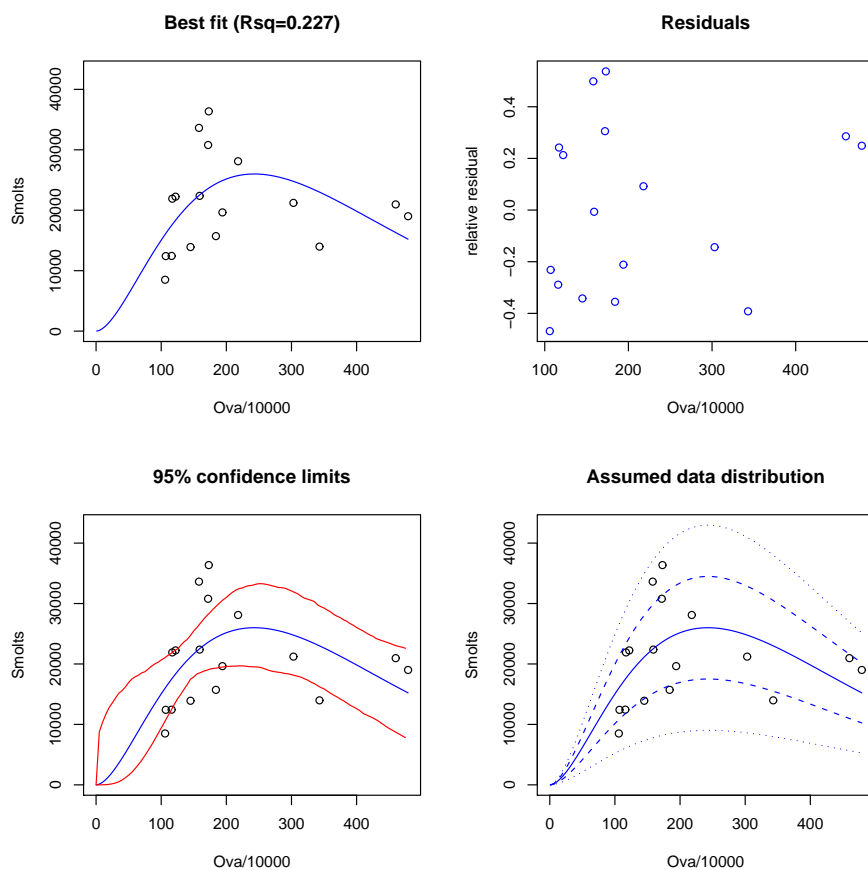 Best fit (Rsq=0.227)
Smolts
40000
30000
20000
10000
0
0 100 200 300 400
Ova/10000
Residuals
relative residual
0.4
0.2
0.0
−0.2
−0.4
100 200 300 400
Ova/10000
95% confidence limits
Smolts
40000
30000
20000
10000
0
0 100 200 300 400
Ova/10000
Assumed data distribution
Smolts
40000
30000
20000
10000
0
0 100 200 300 400
Ova/10000